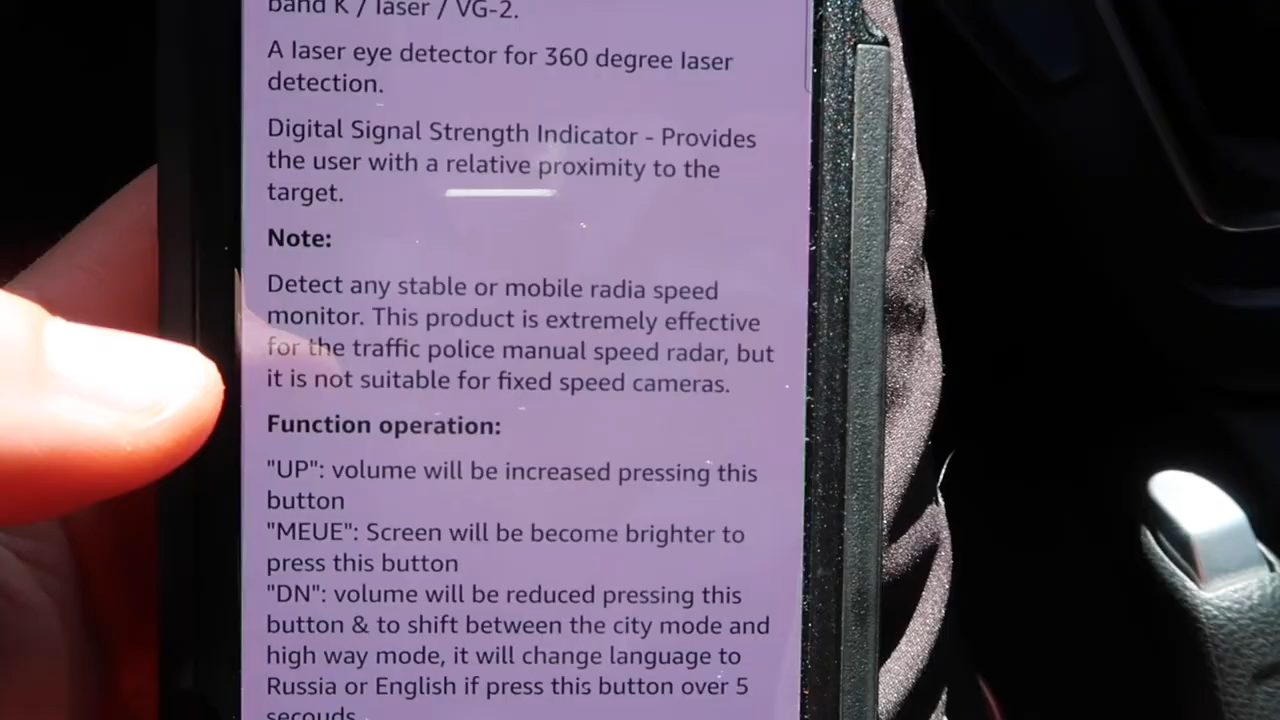 band K / laser / VG-2.
A laser eye detector for 360 degree laser
detection.
Digital Signal Strength Indicator - Provides
the user with a relative proximity to the
target.
Note:
Detect any stable or mobile radia speed
monitor. This product is extremely effective
for the traffic police manual speed radar, but
it is not suitable for fixed speed cameras.
Function operation:
"UP": volume will be increased pressing this
button
"MEUE": Screen will be become brighter to
press this button
"DN": volume will be reduced pressing this
button & to shift between the city mode and
high way mode, it will change language to
Russia or English if press this button over 5
secouds